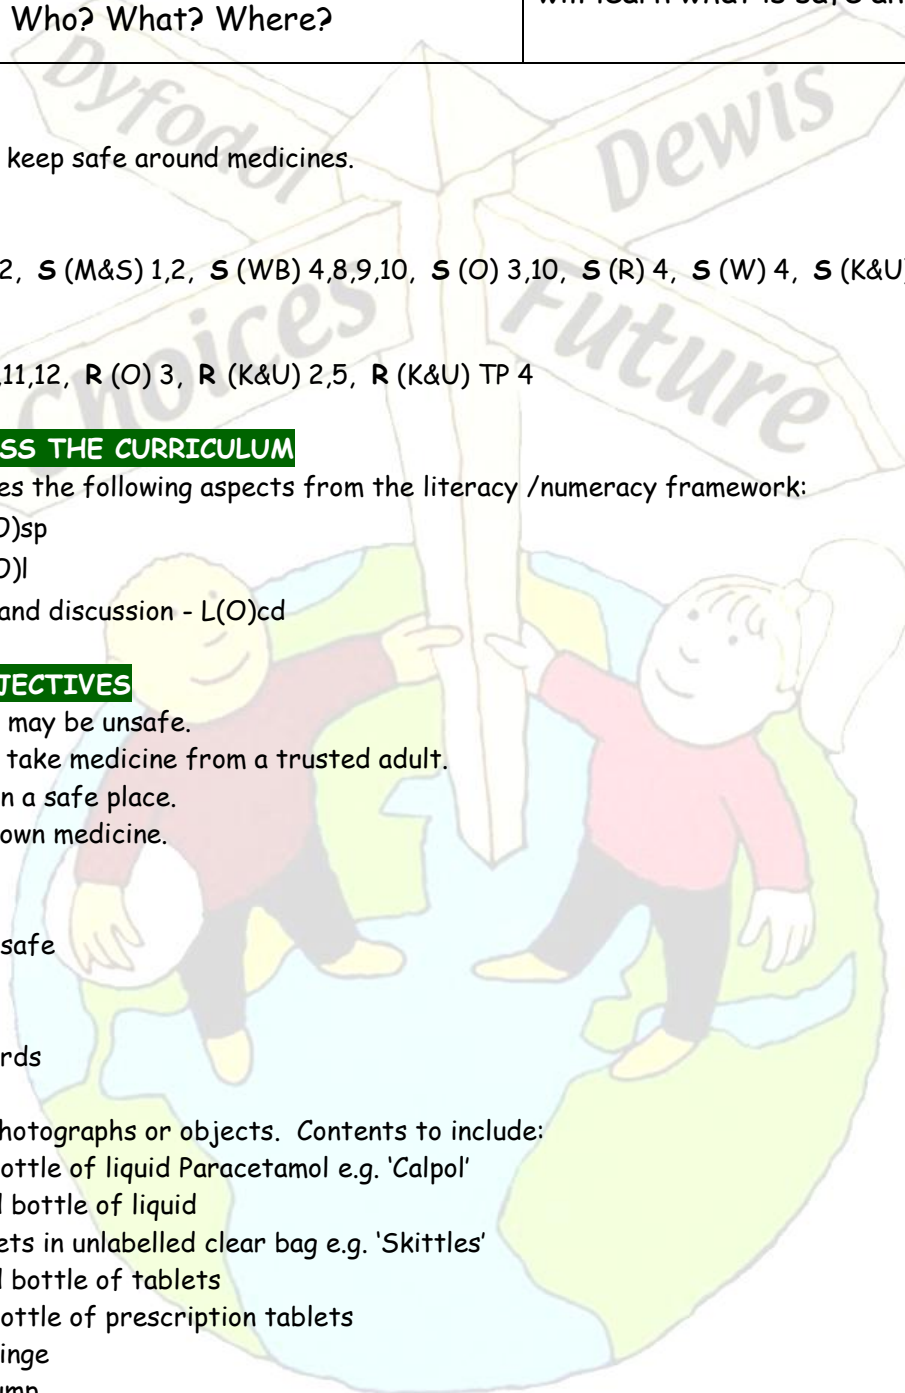 Who? What? Where?
Dyfodol
Dewis
keep safe around medicines.
2, S (M&S) 1,2, S (WB) 4,8,9,10, S (O) 3,10, S (R) 4, S (W) 4, S (K&U)
Choices
Future
11,12, R (O) 3, R (K&U) 2,5, R (K&U) TP 4
SS THE CURRICULUM
es the following aspects from the literacy /numeracy framework:
O)sp
O)l
and discussion - L(O)cd
JECTIVES
may be unsafe.
take medicine from a trusted adult.
n a safe place.
own medicine.
safe
rds
hotographs or objects. Contents to include:
ottle of liquid Paracetamol e.g. ‘Calpol’
l bottle of liquid
ets in unlabelled clear bag e.g. ‘Skittles’
l bottle of tablets
ottle of prescription tablets
inge